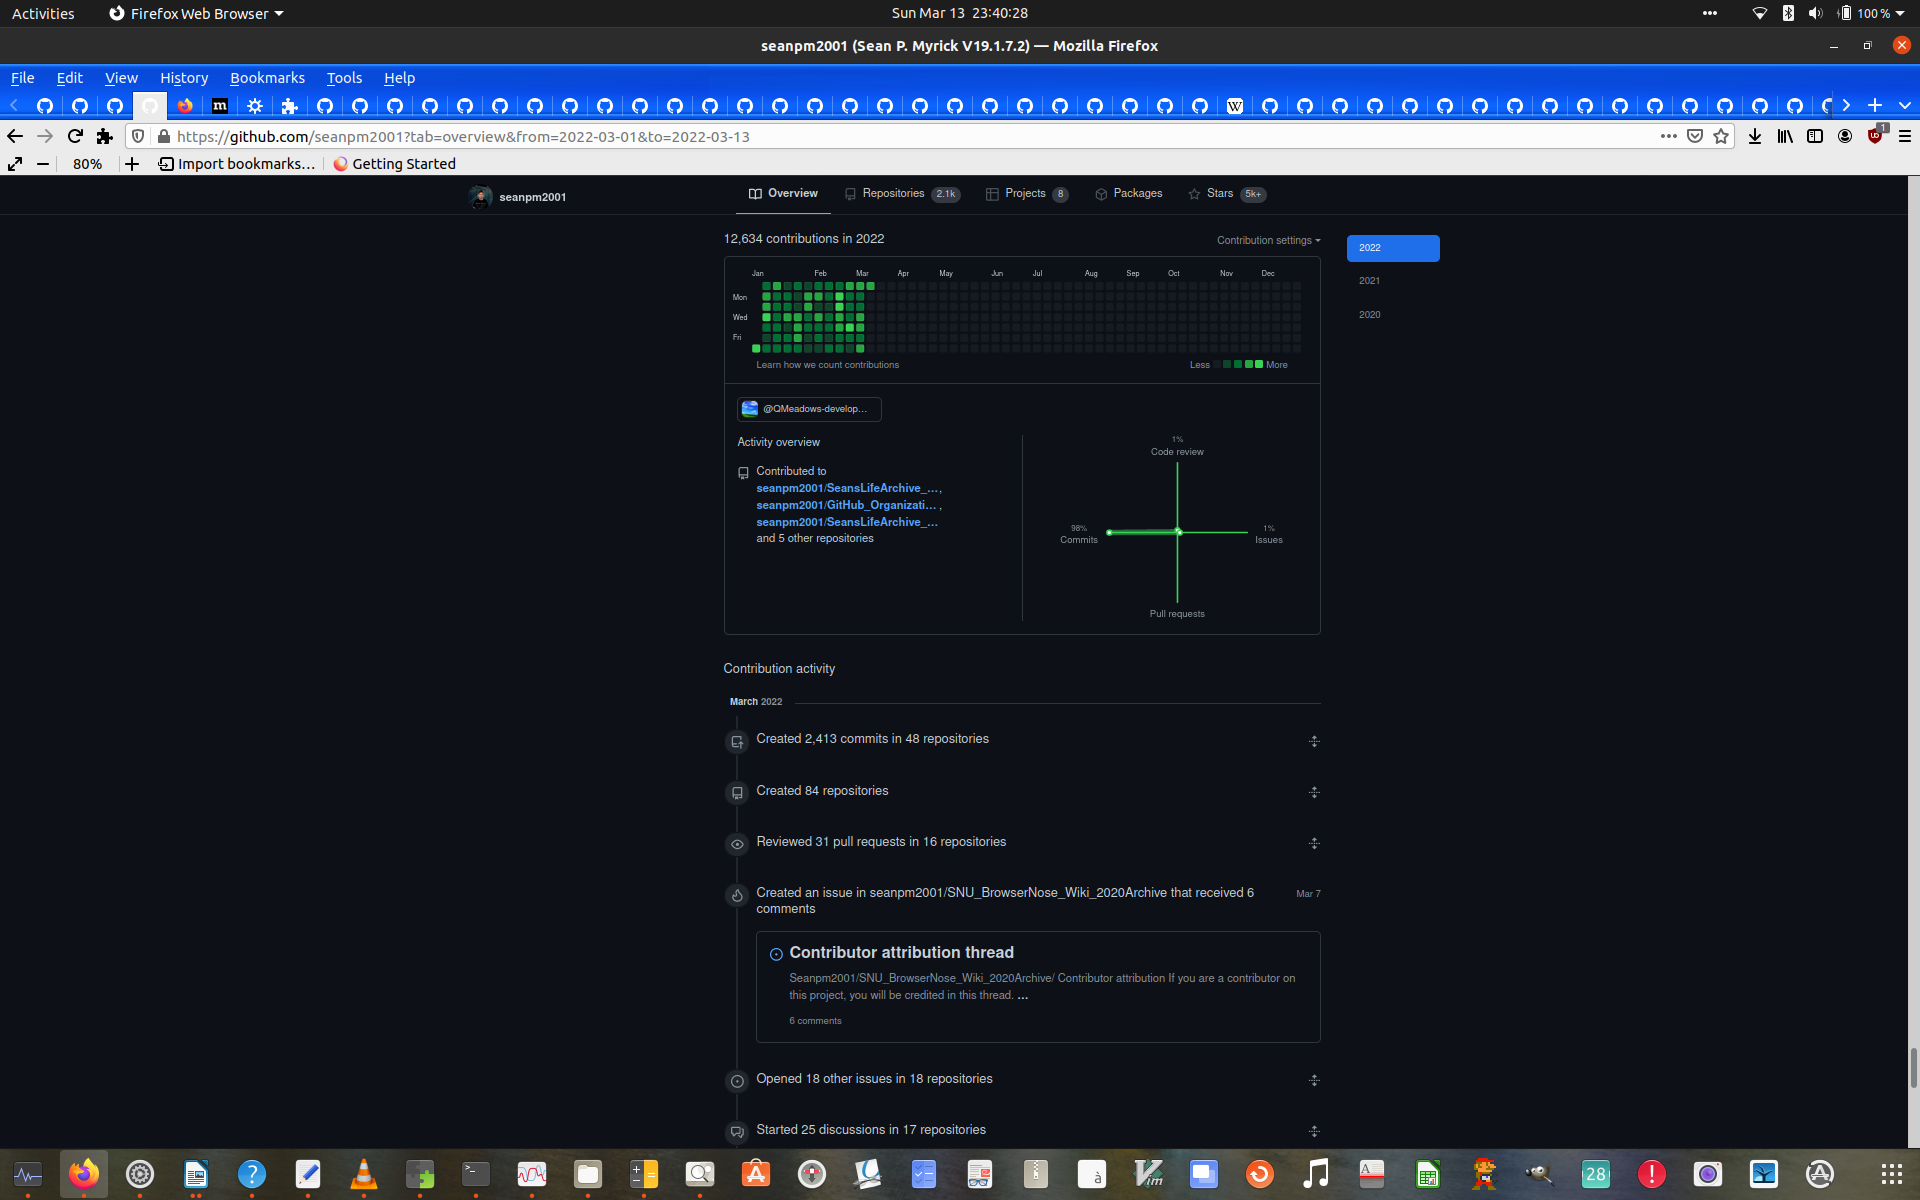 Activities
Firefox Web Browser
Sun Mar 13 23:40:28
100 %
seanpm2001 (Sean P. Myrick V19.1.7.2) — Mozilla Firefox
File Edit View History Bookmarks Tools Help
https://github.com/seanpm2001?tab=overview&from=2022-03-01&to=2022-03-13
1
80%
Import bookmarks...
Getting Started
seanpm2001
Overview
Repositories 2.1k
Projects 8
Packages
Stars 5k+
12,634 contributions in 2022
Contribution settings
2022
2021
2020
Jan Feb Mar Apr May Jun Jul Aug Sep Oct Nov Dec
Mon
Wed
Fri
Learn how we count contributions
Less More
@QMeadows-develop...
Activity overview
Contributed to
seanpm2001/SeansLifeArchive_...,
seanpm2001/GitHub_Organizati... ,
seanpm2001/SeansLifeArchive_...
and 5 other repositories
1%
Code review
98%
Commits
1%
Issues
Pull requests
Contribution activity
March 2022
Created 2,413 commits in 48 repositories
Created 84 repositories
Reviewed 31 pull requests in 16 repositories
Created an issue in seanpm2001/SNU_BrowserNose_Wiki_2020Archive that received 6
comments
Mar 7
Contributor attribution thread
Seanpm2001/SNU_BrowserNose_Wiki_2020Archive/ Contributor attribution If you are a contributor on
this project, you will be credited in this thread. ...
6 comments
Opened 18 other issues in 18 repositories
Started 25 discussions in 17 repositories
28